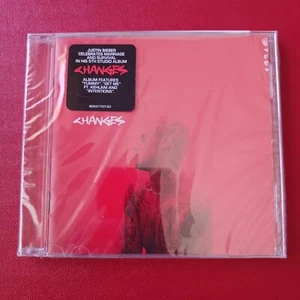 JUSTIN BIEBER
CELEBRATES MARRIAGE
AND SURVIVAL
IN HIS 5TH STUDIO ALBUM
CHANGES
ALBUM FEATURES
"YUMMY", "GET ME"
FT. KEHLANI AND
"INTENTIONS".
CHANGES